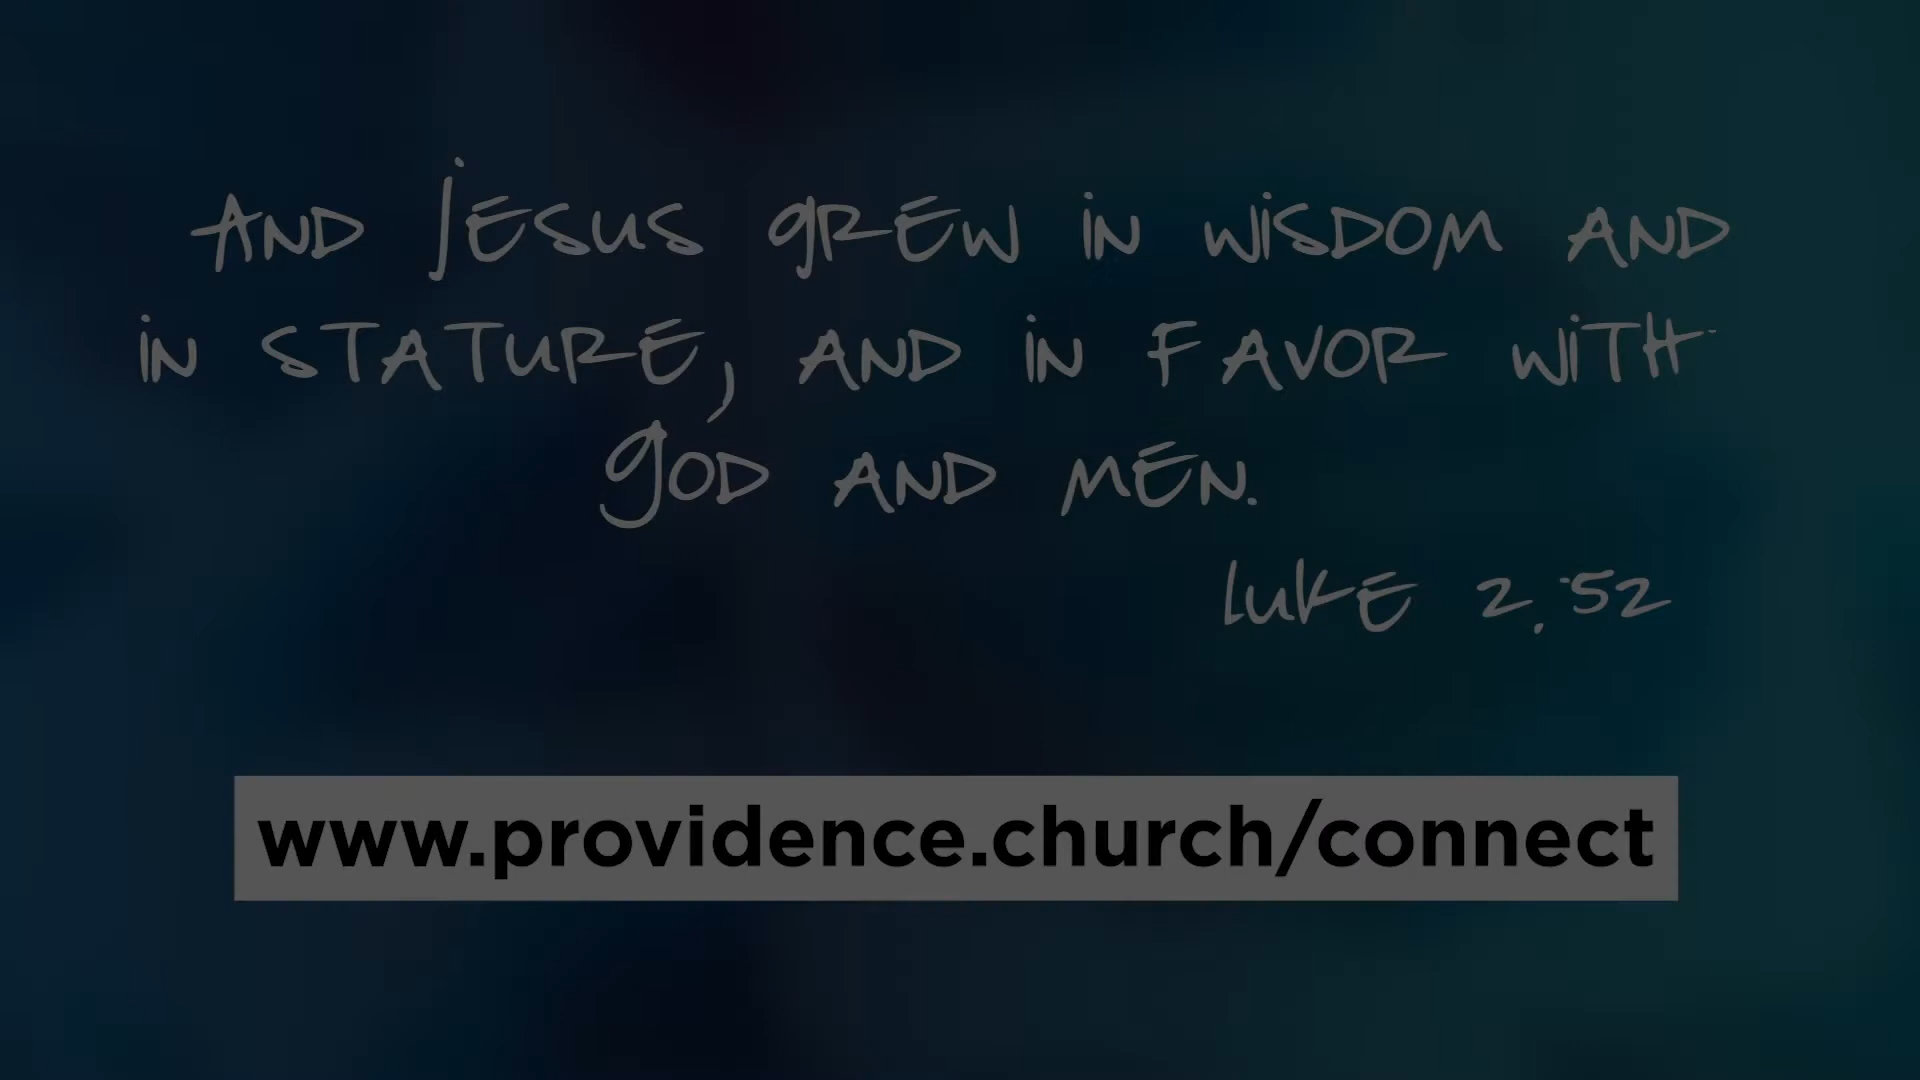 AND JESUS GREW IN WISDOM AND
IN STATURE, AND IN FAVOR WITH
GOD AND MEN.
LUKE 2:52
www.providence.church/connect